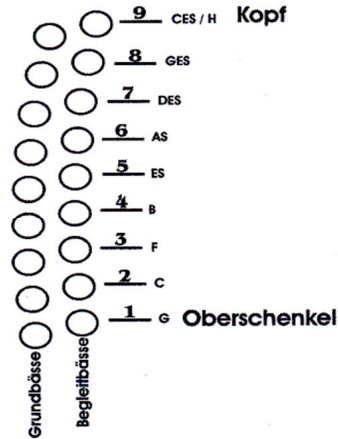 9 CES / H Kopf
8 GES
7 DES
6 AS
5 ES
4 B
3 F
2 C
1 G Oberschenkel
Grundbässe
Begleitbässe